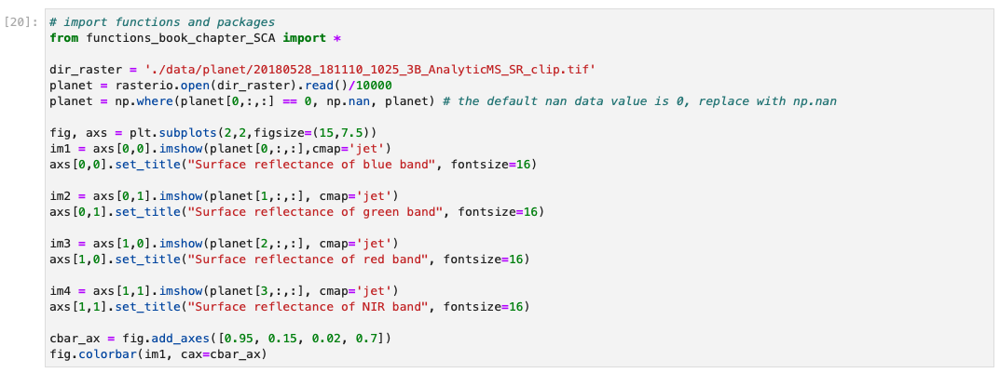 [20]: # import functions and packages
from functions_book_chapter_SCA import *
dir_raster = './data/planet/20180528_181110_1025_3B_AnalyticMS_SR_clip.tif'
planet = rasterio.open(dir_raster).read()/10000
planet = np.where(planet[0,:,:] == 0, np.nan, planet) # the default nan data value is 0, replace with np.nan
fig, axs = plt.subplots(2,2,figsize=(15,7.5))
im1 = axs[0,0].imshow(planet[0,:,:],cmap='jet')
axs[0,0].set_title("Surface reflectance of blue band", fontsize=16)
im2 = axs[0,1].imshow(planet[1,:,:], cmap='jet')
axs[0,1].set_title("Surface reflectance of green band", fontsize=16)
im3 = axs[1,0].imshow(planet[2,:,:], cmap='jet')
axs[1,0].set_title("Surface reflectance of red band", fontsize=16)
im4 = axs[1,1].imshow(planet[3,:,:], cmap='jet')
axs[1,1].set_title("Surface reflectance of NIR band", fontsize=16)
cbar_ax = fig.add_axes([0.95, 0.15, 0.02, 0.7])
fig.colorbar(im1, cax=cbar_ax)